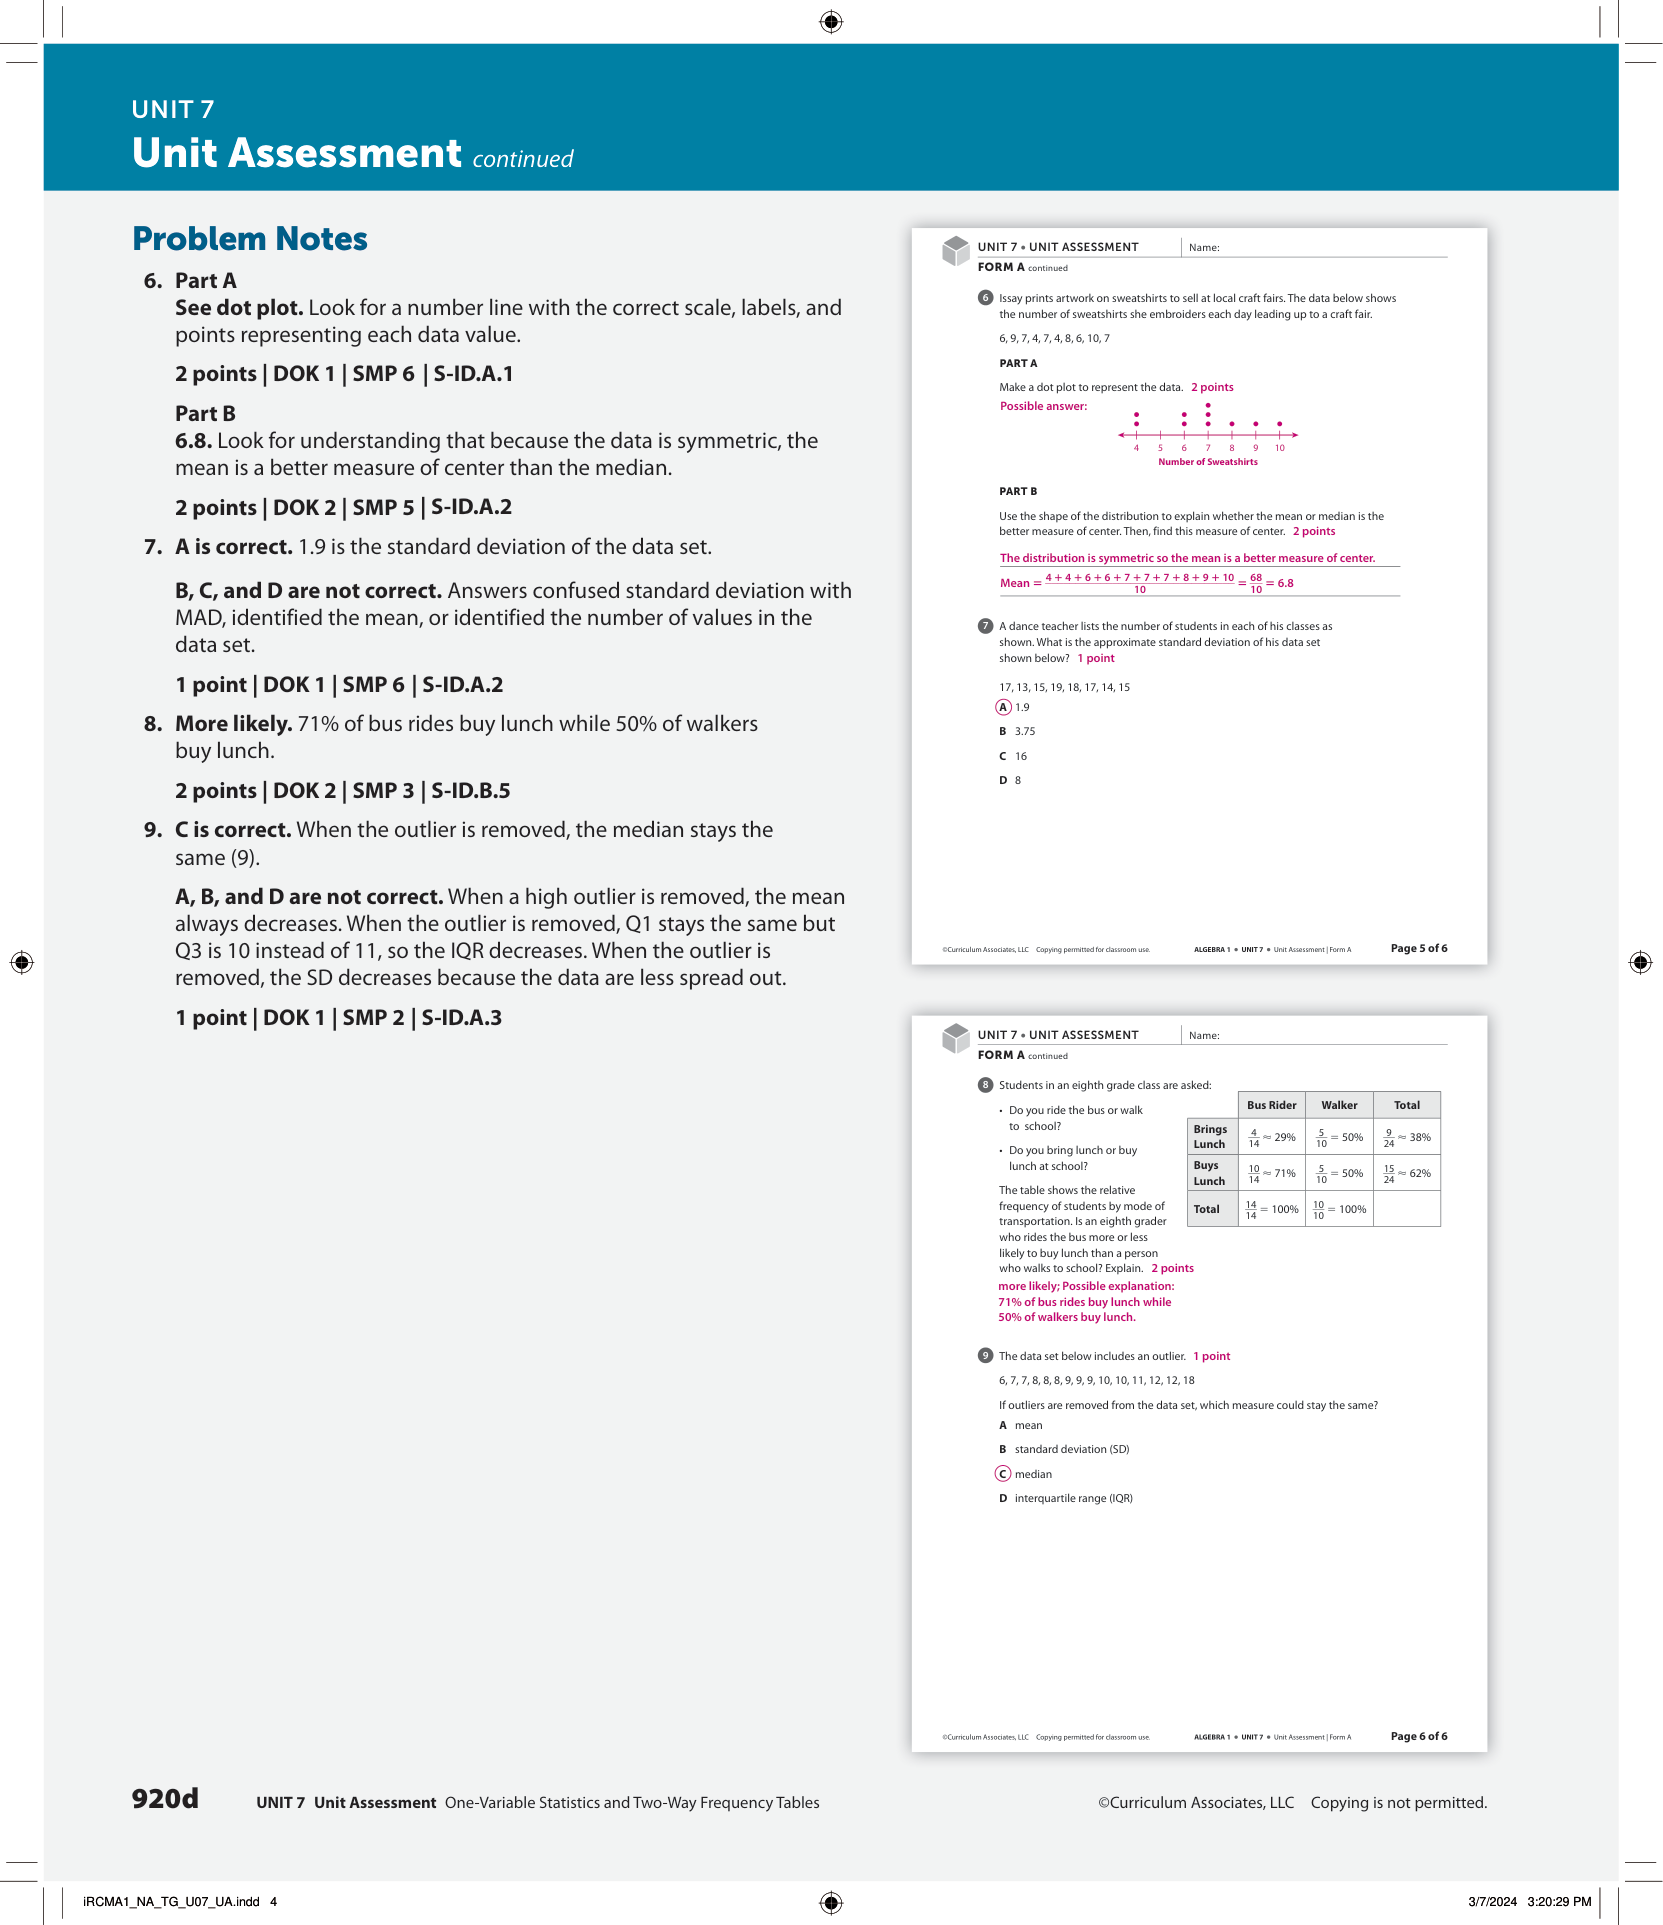 UNIT 7
Unit Assessment continued
Problem Notes
6. Part A
See dot plot. Look for a number line with the correct scale, labels, and
points representing each data value.
2 points | DOK 1 | SMP 6 | S-ID.A.1
Part B
6.8. Look for understanding that because the data is symmetric, the
mean is a better measure of center than the median.
2 points | DOK 2 | SMP 5 | S-ID.A.2
7. A is correct. 1.9 is the standard deviation of the data set.
B, C, and D are not correct. Answers confused standard deviation with
MAD, identified the mean, or identified the number of values in the
data set.
1 point | DOK 1 | SMP 6 | S-ID.A.2
8. More likely. 71% of bus rides buy lunch while 50% of walkers
buy lunch.
2 points | DOK 2 | SMP 3 | S-ID.B.5
9. C is correct. When the outlier is removed, the median stays the
same (9).
A, B, and D are not correct. When a high outlier is removed, the mean
always decreases. When the outlier is removed, Q1 stays the same but
Q3 is 10 instead of 11, so the IQR decreases. When the outlier is
removed, the SD decreases because the data are less spread out.
1 point | DOK 1 | SMP 2 | S-ID.A.3
UNIT 7 • UNIT ASSESSMENT Name:
FORM A continued
6 Issay prints artwork on sweatshirts to sell at local craft fairs. The data below shows
the number of sweatshirts she embroiders each day leading up to a craft fair.
6, 9, 7, 4, 7, 4, 8, 6, 10, 7
PART A
Make a dot plot to represent the data. 2 points
Possible answer:
4 5 6 7 8 9 10
Number of Sweatshirts
PART B
Use the shape of the distribution to explain whether the mean or median is the
better measure of center. Then, find this measure of center. 2 points
The distribution is symmetric so the mean is a better measure of center.
Mean = 4 + 4 + 6 + 6 + 7 + 7 + 7 + 8 + 9 + 10 / 10 = 68/10 = 6.8
7 A dance teacher lists the number of students in each of his classes as
shown. What is the approximate standard deviation of his data set
shown below? 1 point
17, 13, 15, 19, 18, 17, 14, 15
A 1.9
B 3.75
C 16
D 8
©Curriculum Associates, LLC Copying permitted for classroom use. ALGEBRA 1 • UNIT 7 • Unit Assessment | Form A Page 5 of 6
UNIT 7 • UNIT ASSESSMENT Name:
FORM A continued
8 Students in an eighth grade class are asked:
• Do you ride the bus or walk
to school?
• Do you bring lunch or buy
lunch at school?
The table shows the relative
frequency of students by mode of
transportation. Is an eighth grader
who rides the bus more or less
likely to buy lunch than a person
who walks to school? Explain. 2 points
more likely; Possible explanation:
71% of bus rides buy lunch while
50% of walkers buy lunch.
Bus Rider Walker Total
Brings Lunch 4/14 ≈ 29% 5/10 = 50% 9/24 ≈ 38%
Buys Lunch 10/14 ≈ 71% 5/10 = 50% 15/24 ≈ 62%
Total 14/14 = 100% 10/10 = 100%
9 The data set below includes an outlier. 1 point
6, 7, 7, 8, 8, 8, 9, 9, 9, 10, 10, 11, 12, 12, 18
If outliers are removed from the data set, which measure could stay the same?
A mean
B standard deviation (SD)
C median
D interquartile range (IQR)
©Curriculum Associates, LLC Copying permitted for classroom use. ALGEBRA 1 • UNIT 7 • Unit Assessment | Form A Page 6 of 6
920d UNIT 7 Unit Assessment One-Variable Statistics and Two-Way Frequency Tables ©Curriculum Associates, LLC Copying is not permitted.
iRCMA1_NA_TG_U07_UA.indd 4 3/7/2024 3:20:29 PM